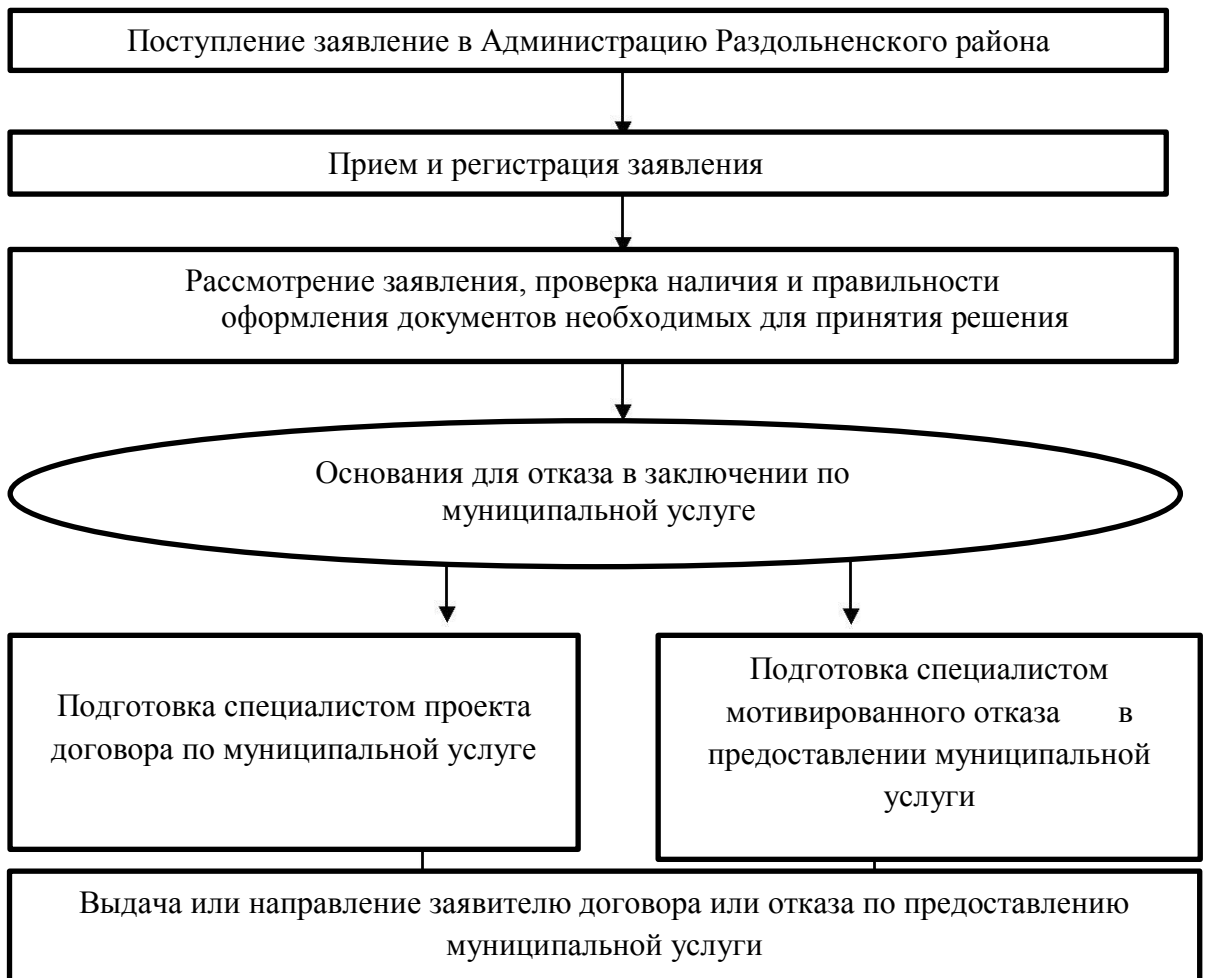 Поступление заявление в Администрацию Раздольненского района
Прием и регистрация заявления
Рассмотрение заявления, проверка наличия и правильности
оформления документов необходимых для принятия решения
Основания для отказа в заключении по
муниципальной услуге
Подготовка специалистом проекта
договора по муниципальной услуге
Подготовка специалистом
мотивированного отказа в
предоставлении муниципальной
услуги
Выдача или направление заявителю договора или отказа по предоставлению
муниципальной услуги